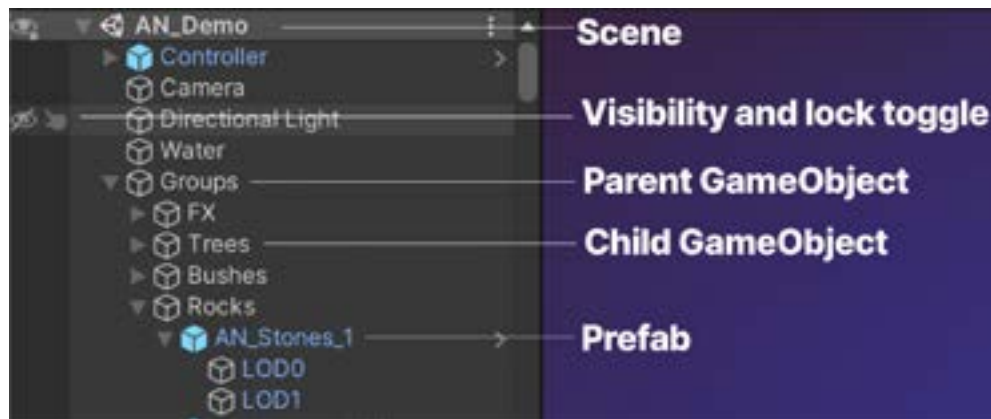 AN_Demo
Scene
Controller
Camera
Directional Light
Visibility and lock toggle
Water
Groups
Parent GameObject
FX
Trees
Child GameObject
Bushes
Rocks
AN_Stones_1
Prefab
LOD0
LOD1